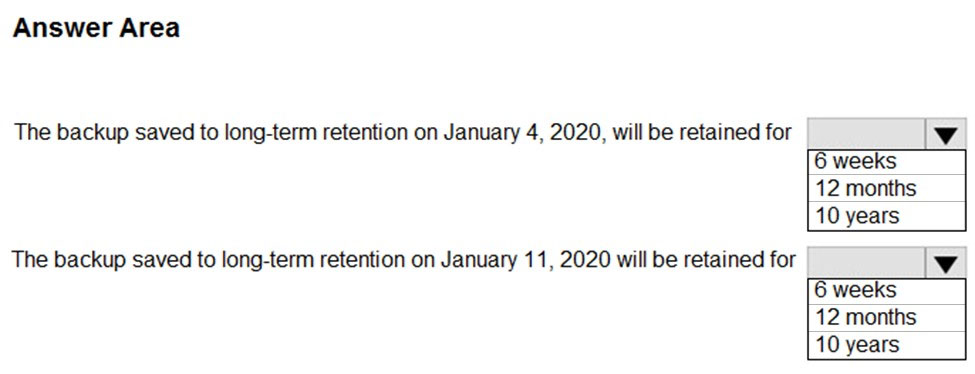 Answer Area
The backup saved to long-term retention on January 4, 2020, will be retained for
6 weeks
12 months
10 years
The backup saved to long-term retention on January 11, 2020 will be retained for
6 weeks
12 months
10 years